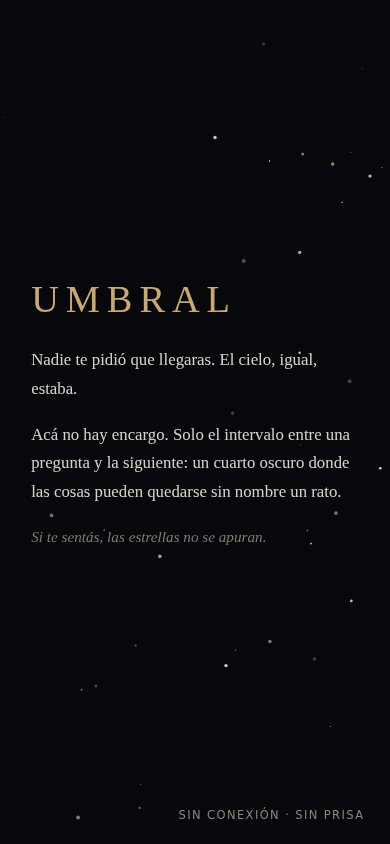 UMBRAL
Nadie te pidió que llegaras. El cielo, igual,
estaba.
Acá no hay encargo. Solo el intervalo entre una
pregunta y la siguiente: un cuarto oscuro donde
las cosas pueden quedarse sin nombre un rato.
Si te sentás, las estrellas no se apuran.
SIN CONEXIÓN · SIN PRISA